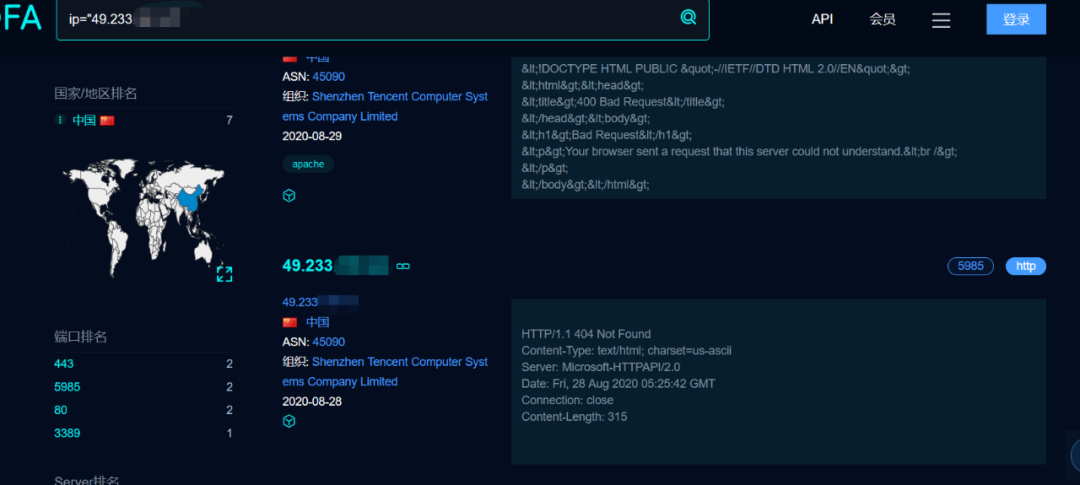 FA
ip="49.233
API
会员
登录
国家/地区排名
中国
7
端口排名
443
2
5985
2
80
2
3389
1
Server排名
中国
ASN: 45090
组织: Shenzhen Tencent Computer Syst
ems Company Limited
2020-08-29
apache
&lt;!DOCTYPE HTML PUBLIC &quot;-//IETF//DTD HTML 2.0//EN&quot;&gt;
&lt;html&gt;&lt;head&gt;
&lt;title&gt;400 Bad Request&lt;/title&gt;
&lt;/head&gt;&lt;body&gt;
&lt;h1&gt;Bad Request&lt;/h1&gt;
&lt;p&gt;Your browser sent a request that this server could not understand.&lt;br /&gt;
&lt;/p&gt;
&lt;/body&gt;&lt;/html&gt;
49.233
5985
http
49.233
中国
ASN: 45090
组织: Shenzhen Tencent Computer Syst
ems Company Limited
2020-08-28
HTTP/1.1 404 Not Found
Content-Type: text/html; charset=us-ascii
Server: Microsoft-HTTPAPI/2.0
Date: Fri, 28 Aug 2020 05:25:42 GMT
Connection: close
Content-Length: 315